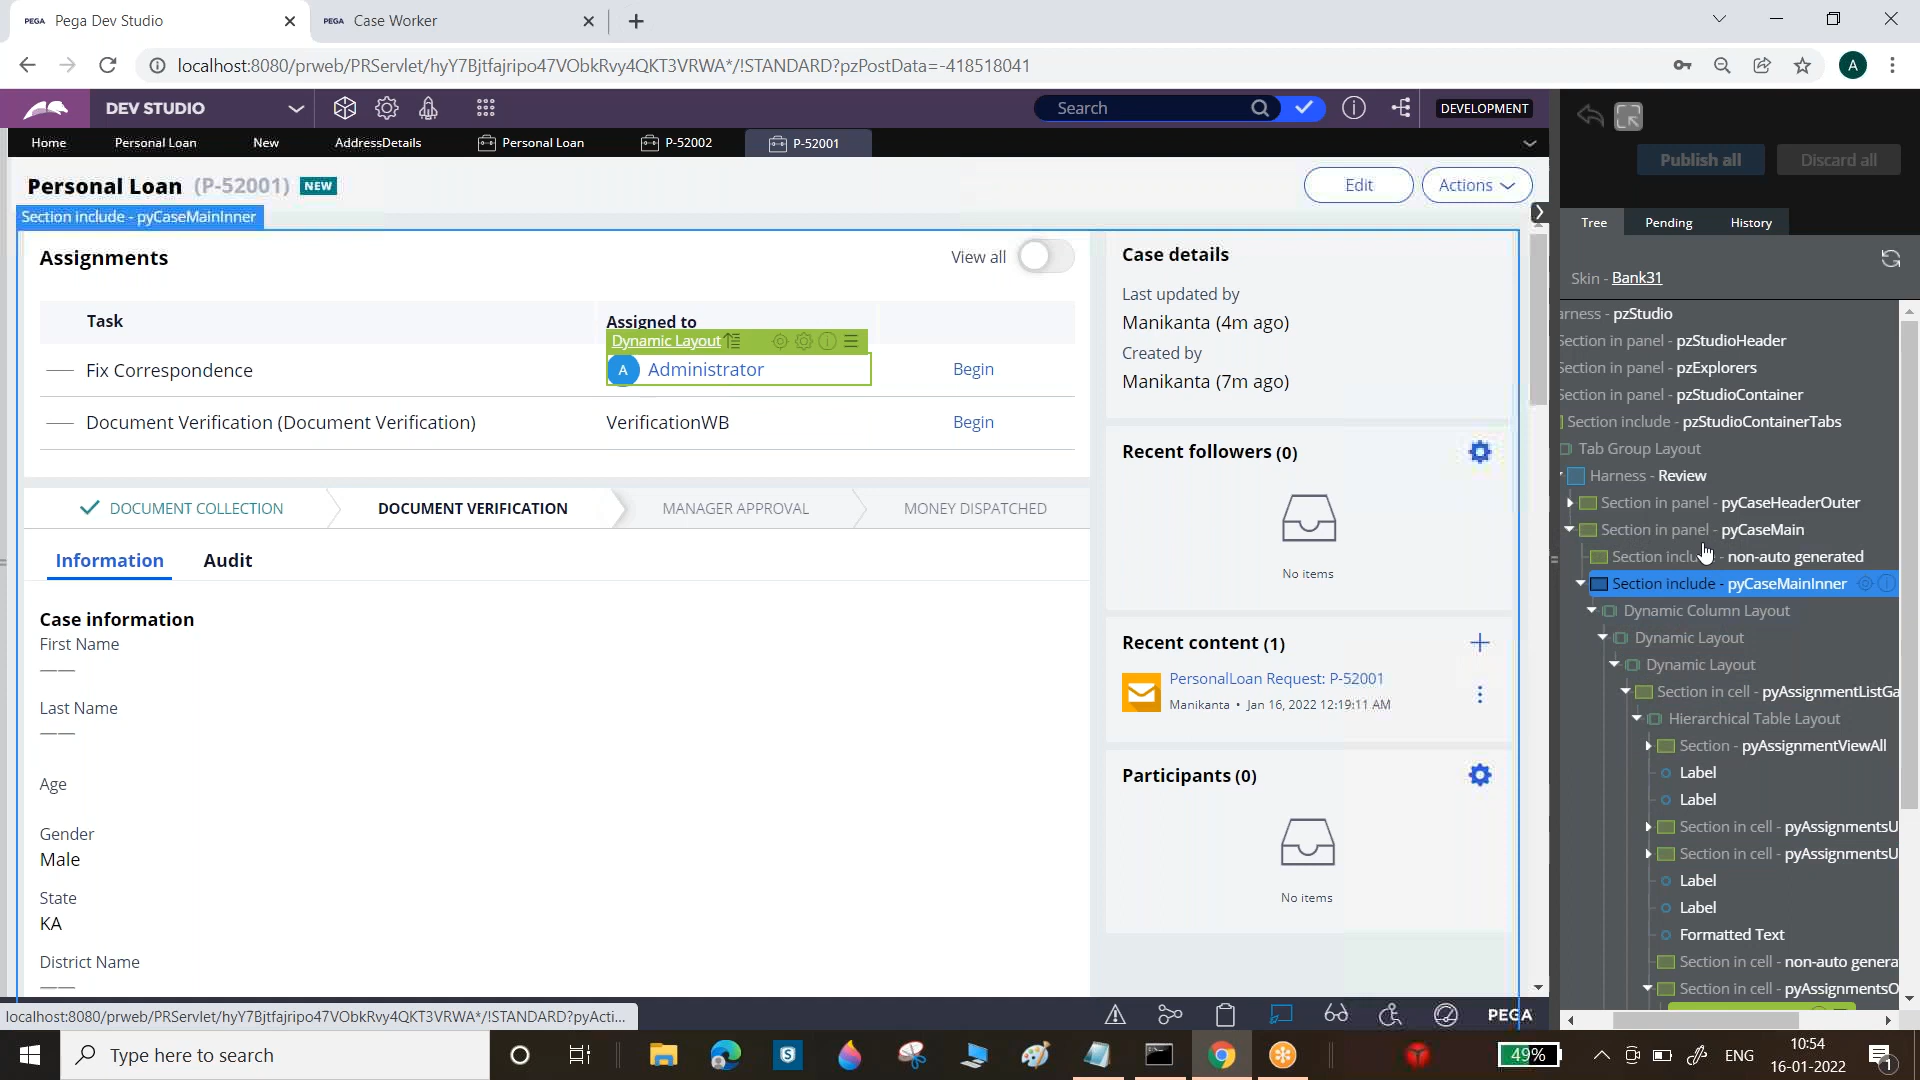 PEGA Pega Dev Studio
PEGA Case Worker
localhost:8080/prweb/PRServlet/hyY7Bjtfajripo47VObkRvy4QKT3VRWA*/!STANDARD?pzPostData=-418518041
A
DEV STUDIO
Search
DEVELOPMENT
Home
Personal Loan
New
AddressDetails
Personal Loan
P-52002
P-52001
Publish all
Discard all
Personal Loan (P-52001) NEW
Edit
Actions
Section include - pyCaseMainInner
Tree
Pending
History
Skin - Bank31
Assignments
View all
Task
Assigned to
Dynamic Layout
Fix Correspondence
A Administrator
Begin
Document Verification (Document Verification)
VerificationWB
Begin
DOCUMENT COLLECTION
DOCUMENT VERIFICATION
MANAGER APPROVAL
MONEY DISPATCHED
Information
Audit
Case information
First Name
Last Name
Age
Gender
Male
State
KA
District Name
Case details
Last updated by
Manikanta (4m ago)
Created by
Manikanta (7m ago)
Recent followers (0)
No items
Recent content (1)
PersonalLoan Request: P-52001
Manikanta • Jan 16, 2022 12:19:11 AM
Participants (0)
No items
arness - pzStudio
Section in panel - pzStudioHeader
Section in panel - pzExplorers
Section in panel - pzStudioContainer
Section include - pzStudioContainerTabs
Tab Group Layout
Harness - Review
Section in panel - pyCaseHeaderOuter
Section in panel - pyCaseMain
Section inclu - non-auto generated
Section include - pyCaseMainInner
Dynamic Column Layout
Dynamic Layout
Dynamic Layout
Section in cell - pyAssignmentListGa
Hierarchical Table Layout
Section - pyAssignmentViewAll
Label
Label
Section in cell - pyAssignmentsU
Section in cell - pyAssignmentsU
Label
Label
Formatted Text
Section in cell - non-auto genera
Section in cell - pyAssignmentsO
localhost:8080/prweb/PRServlet/hyY7Bjtfajripo47VObkRvy4QKT3VRWA*/!STANDARD?pyActi...
PEGA
Type here to search
49%
ENG
10:54
16-01-2022
1